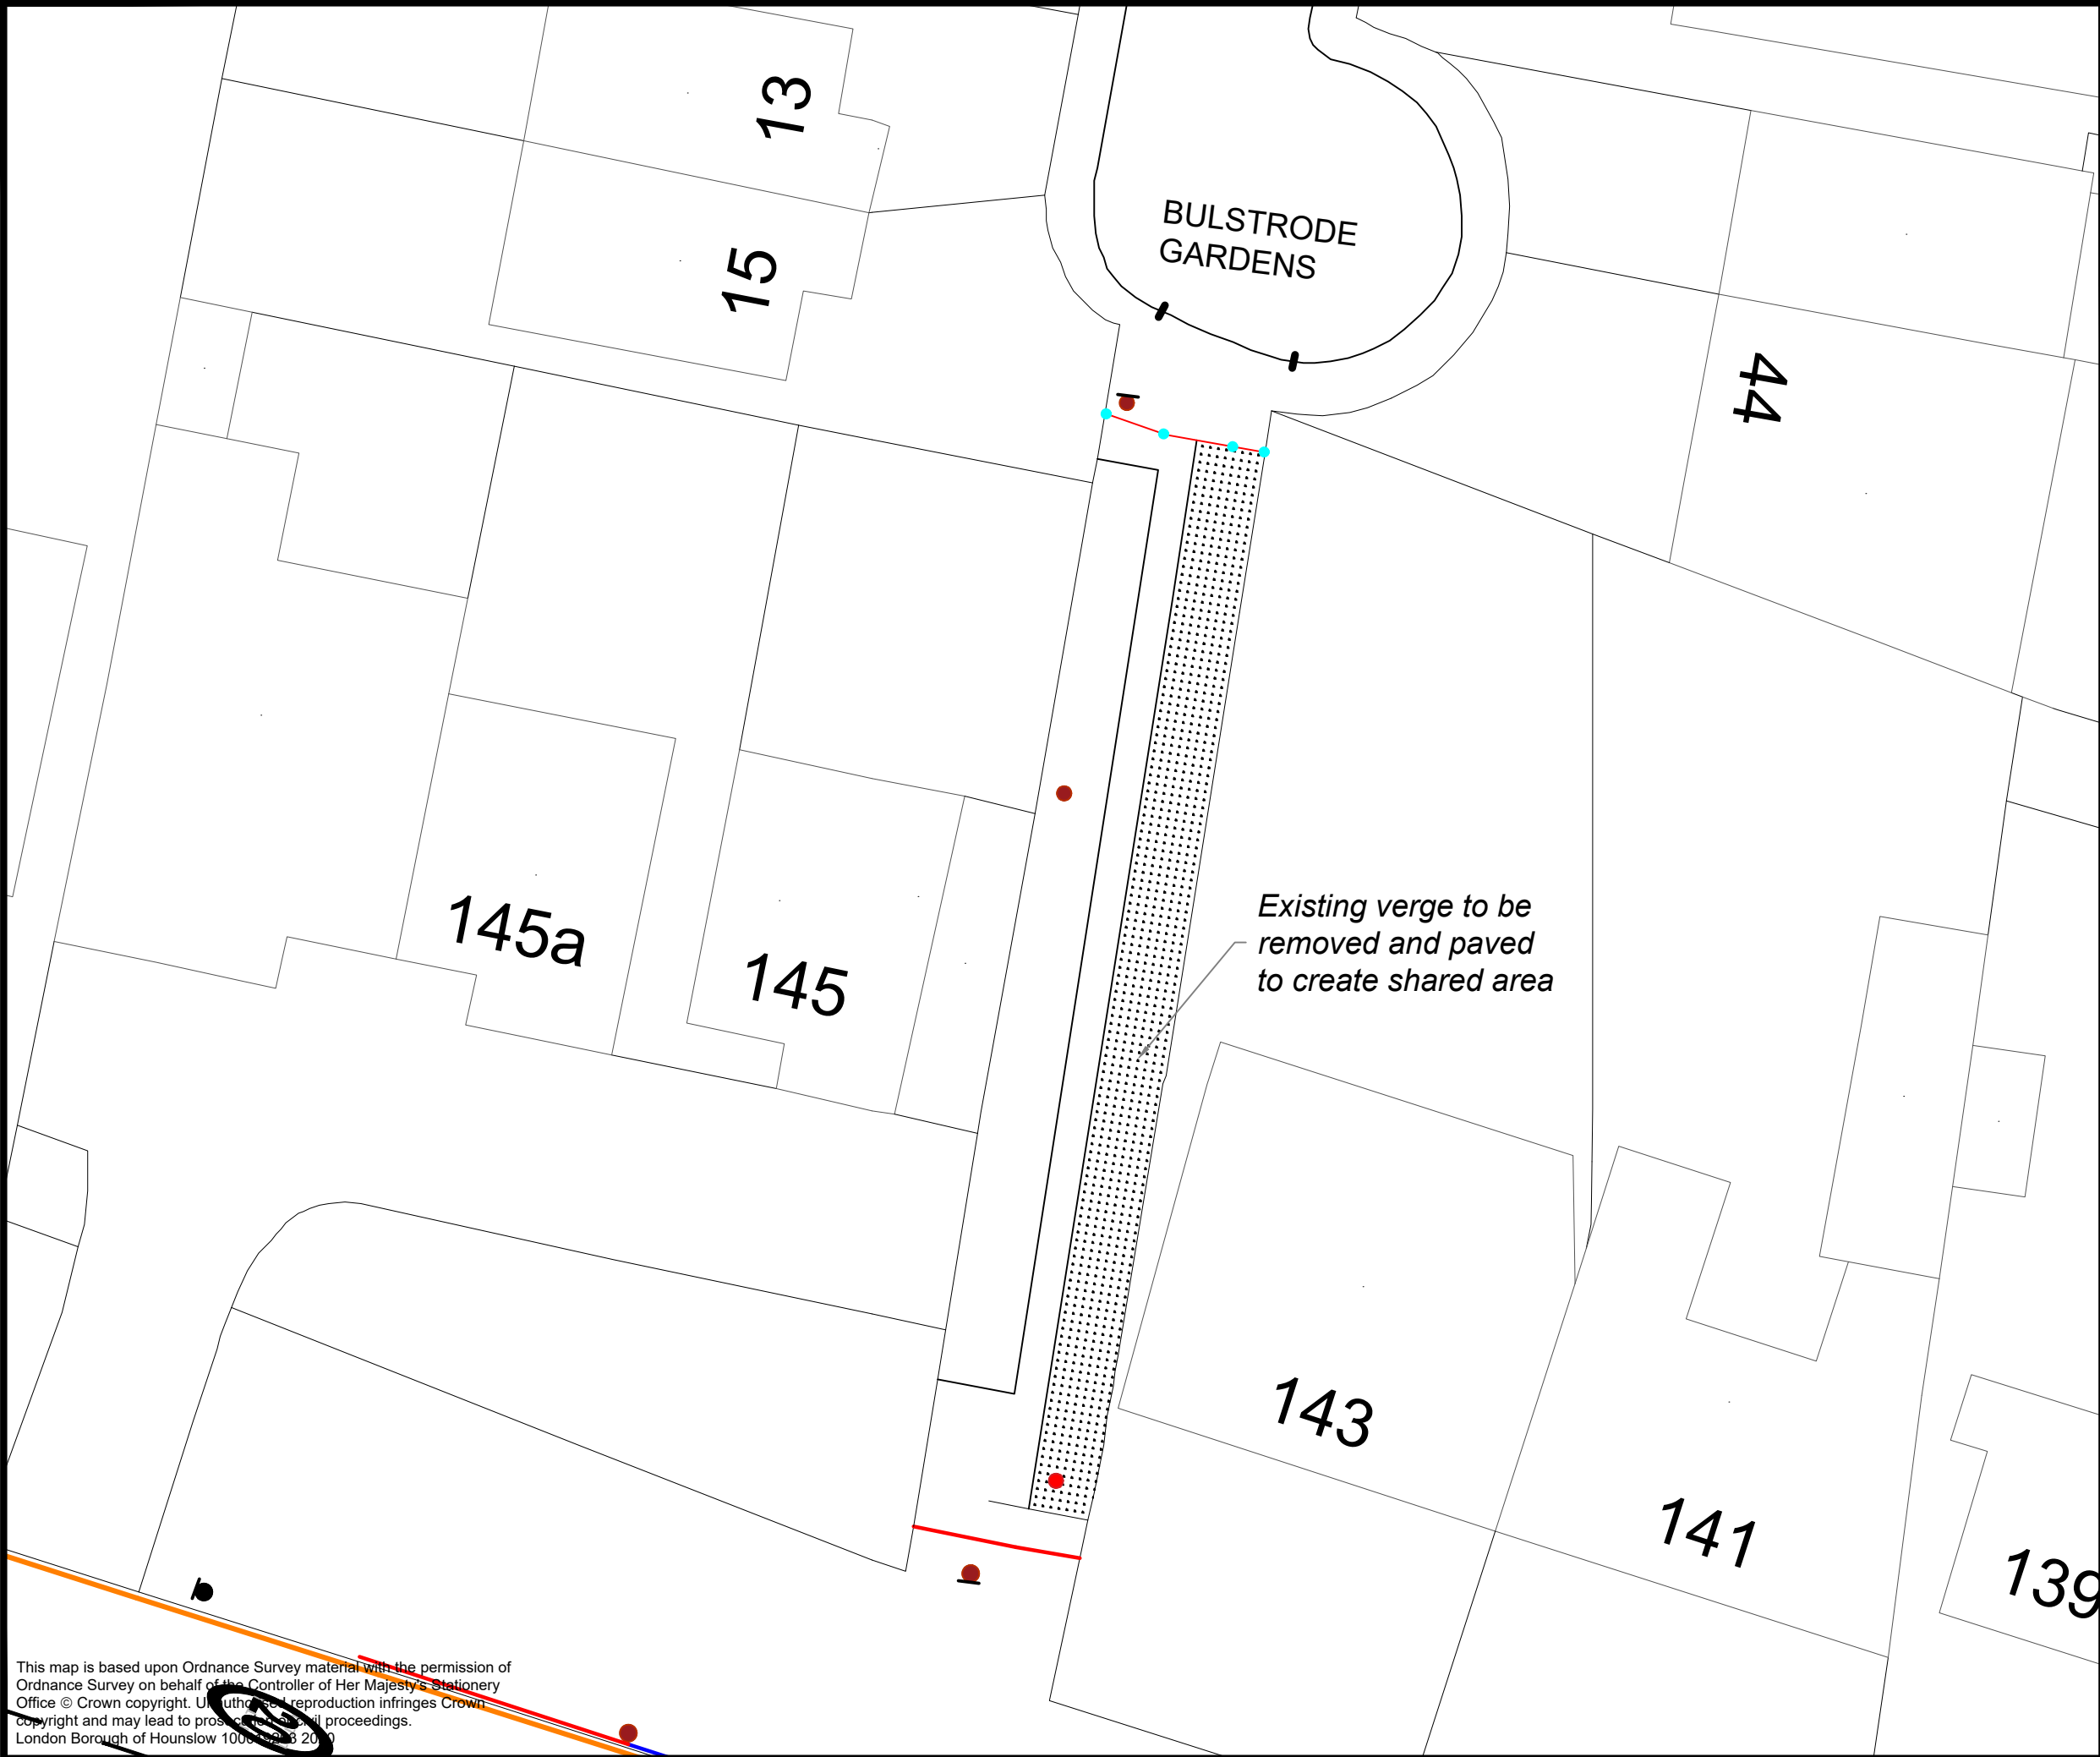 13
15
BULSTRODE
GARDENS
44
145a
145
Existing verge to be
removed and paved
to create shared area
143
141
139
This map is based upon Ordnance Survey material with the permission of
Ordnance Survey on behalf of the Controller of Her Majesty's Stationery
Office © Crown copyright. Unauthorised reproduction infringes Crown
copyright and may lead to prosecution or civil proceedings.
London Borough of Hounslow